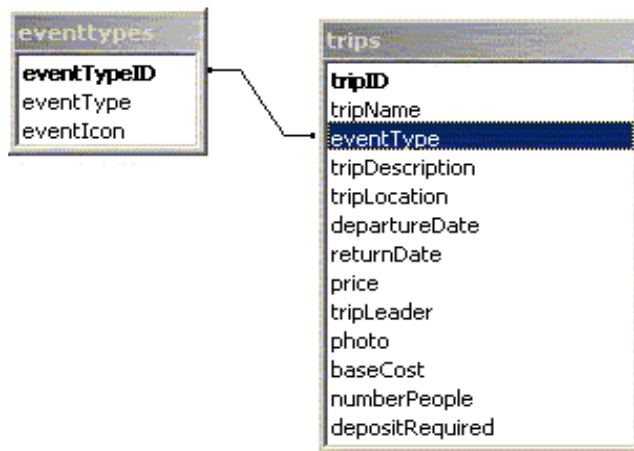 eventtypes
eventTypeID
eventType
eventIcon
trips
tripID
tripName
eventType
tripDescription
tripLocation
departureDate
returnDate
price
tripLeader
photo
baseCost
numberPeople
depositRequired